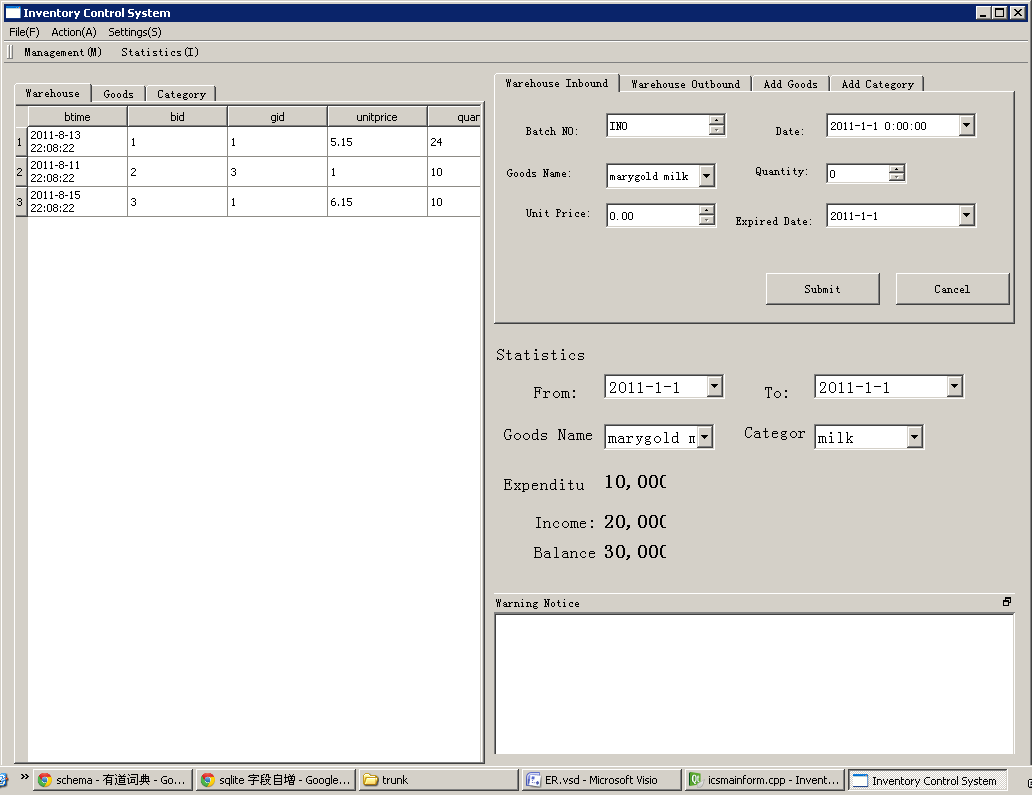 Inventory Control System
File(F) Action(A) Settings(S)
Management(M) Statistics(I)
Warehouse Goods Category
btime bid gid unitprice quan
1 2011-8-13 22:08:22 1 1 5.15 24
2 2011-8-11 22:08:22 2 3 1 10
3 2011-8-15 22:08:22 3 1 6.15 10
Warehouse Inbound Warehouse Outbound Add Goods Add Category
Batch NO: IN0 Date: 2011-1-1 0:00:00
Goods Name: marygold milk Quantity: 0
Unit Price: 0.00 Expired Date: 2011-1-1
Submit Cancel
Statistics
From: 2011-1-1 To: 2011-1-1
Goods Name marygold m Categor milk
Expenditu 10,000
Income: 20,000
Balance 30,000
Warning Notice
» schema - 有道词典 - Go... sqlite 字段自增 - Google... trunk ER.vsd - Microsoft Visio icsmainform.cpp - Invent... Inventory Control System